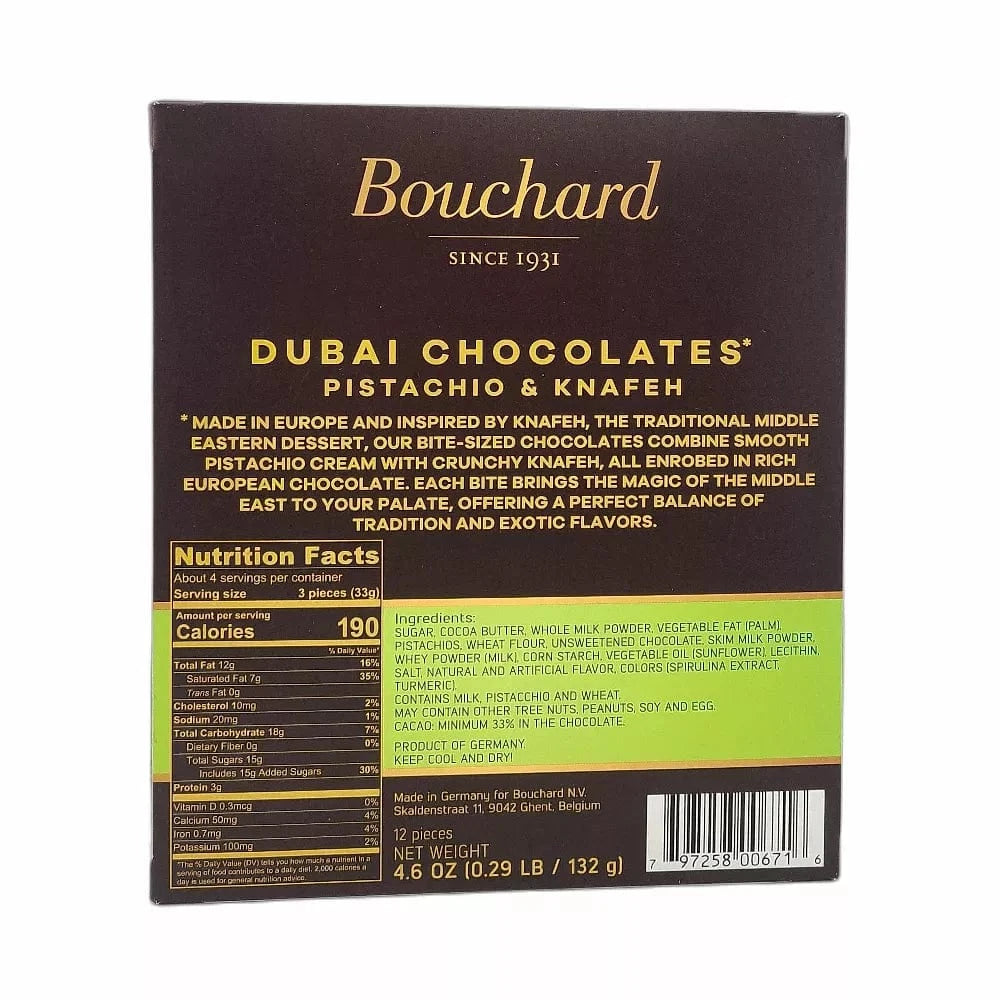 Bouchard
SINCE 1931
DUBAI CHOCOLATES*
PISTACHIO & KNAFEH
* MADE IN EUROPE AND INSPIRED BY KNAFEH, THE TRADITIONAL MIDDLE
EASTERN DESSERT, OUR BITE-SIZED CHOCOLATES COMBINE SMOOTH
PISTACHIO CREAM WITH CRUNCHY KNAFEH, ALL ENROBED IN RICH
EUROPEAN CHOCOLATE. EACH BITE BRINGS THE MAGIC OF THE MIDDLE
EAST TO YOUR PALATE, OFFERING A PERFECT BALANCE OF
TRADITION AND EXOTIC FLAVORS.
Nutrition Facts
About 4 servings per container
Serving size 3 pieces (33g)
Amount per serving
Calories 190
% Daily Value*
Total Fat 12g 16%
Saturated Fat 7g 35%
Trans Fat 0g
Cholesterol 10mg 2%
Sodium 20mg 1%
Total Carbohydrate 18g 7%
Dietary Fiber 0g 0%
Total Sugars 15g
Includes 15g Added Sugars 30%
Protein 3g
Vitamin D 0.3mcg 0%
Calcium 50mg 4%
Iron 0.7mg 4%
Potassium 100mg 2%
*The % Daily Value (DV) tells you how much a nutrient in a
serving of food contributes to a daily diet. 2,000 calories a
day is used for general nutrition advice.
Ingredients:
SUGAR, COCOA BUTTER, WHOLE MILK POWDER, VEGETABLE FAT (PALM),
PISTACHIOS, WHEAT FLOUR, UNSWEETENED CHOCOLATE, SKIM MILK POWDER,
WHEY POWDER (MILK), CORN STARCH, VEGETABLE OIL (SUNFLOWER), LECITHIN,
SALT, NATURAL AND ARTIFICIAL FLAVOR, COLORS (SPIRULINA EXTRACT,
TURMERIC).
CONTAINS MILK, PISTACCHIO AND WHEAT.
MAY CONTAIN OTHER TREE NUTS, PEANUTS, SOY AND EGG.
CACAO: MINIMUM 33% IN THE CHOCOLATE.
PRODUCT OF GERMANY.
KEEP COOL AND DRY!
Made in Germany for Bouchard N.V.
Skaldenstraat 11, 9042 Ghent, Belgium
12 pieces
NET WEIGHT
4.6 OZ (0.29 LB / 132 g)
7 97258 00671 6